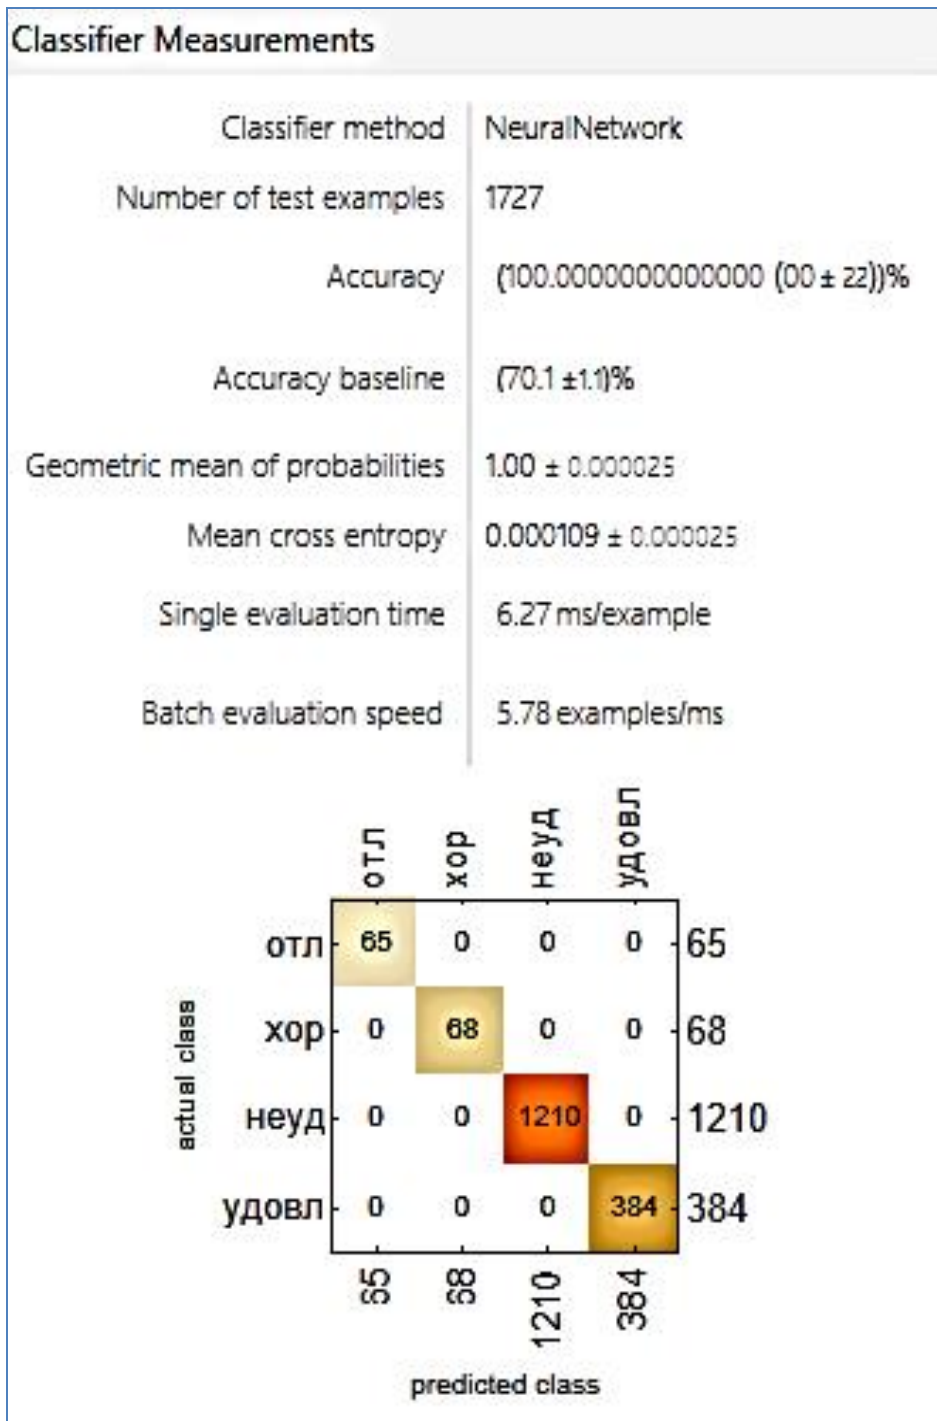 Classifier Measurements
Classifier method NeuralNetwork
Number of test examples 1727
Accuracy (100.0000000000000 (00 ± 22))%
Accuracy baseline (70.1 ±1.1)%
Geometric mean of probabilities 1.00 ± 0.000025
Mean cross entropy 0.000109 ± 0.000025
Single evaluation time 6.27 ms/example
Batch evaluation speed 5.78 examples/ms
отл хор неуд удовл
отл 65 0 0 0 65
хор 0 68 0 0 68
неуд 0 0 1210 0 1210
удовл 0 0 0 384 384
actual class
65 68 1210 384
predicted class